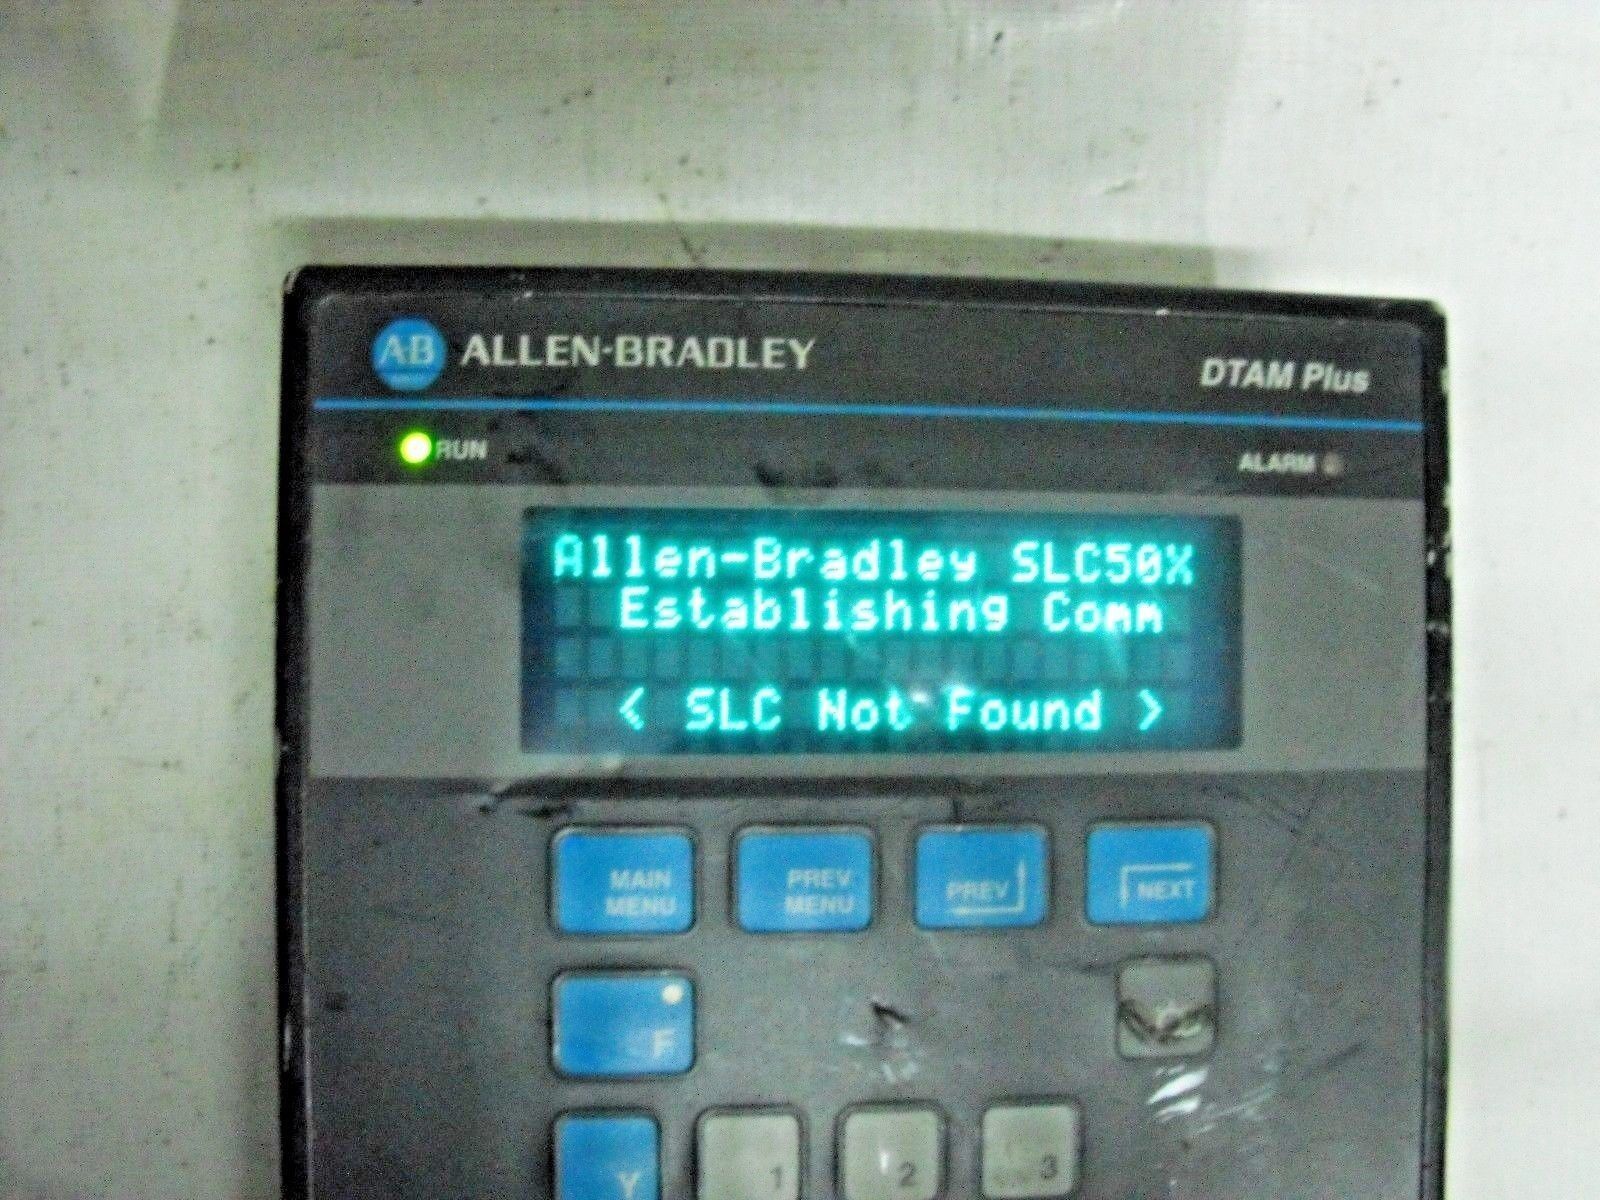 AB ALLEN-BRADLEY
DTAM Plus
RUN
ALARM
Allen-Bradley SLC50X
Establishing Comm
< SLC Not Found >
MAIN MENU
PREV MENU
PREV
NEXT
F
Y
1
2
3